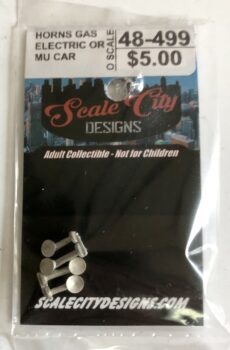 HORNS GAS
ELECTRIC OR
MU CAR
O SCALE
48-499
$5.00
Scale City
DESIGNS
Adult Collectible - Not for Children
SCALECITYDESIGNS.COM